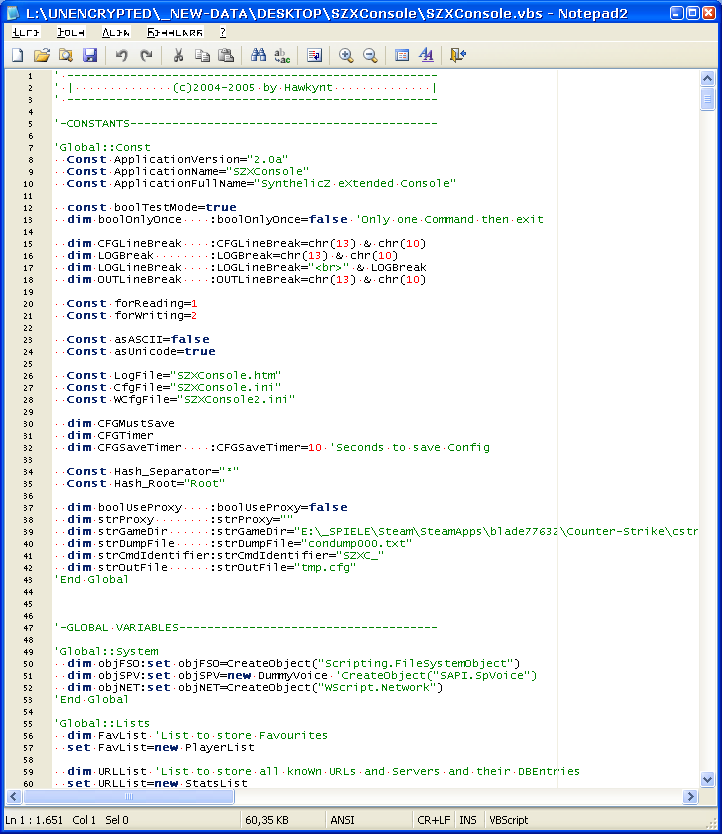 L:\UNENCRYPTED\_NEW-DATA\DESKTOP\SZXConsole\SZXConsole.vbs - Notepad2
?
1 ' -----------------------------------------------------
2 ' |              (c)2004-2005 by Hawkynt              |
3 ' -----------------------------------------------------
4
5 '-CONSTANTS--------------------------------------------
6
7 'Global::Const
8   Const ApplicationVersion="2.0a"
9   Const ApplicationName="SZXConsole"
10   Const ApplicationFullName="SynthelicZ eXtended Console"
11
12   const boolTestMode=true
13   dim boolOnlyOnce    :boolOnlyOnce=false 'Only one Command then exit
14
15   dim CFGLineBreak    :CFGLineBreak=chr(13) & chr(10)
16   dim LOGBreak        :LOGBreak=chr(13) & chr(10)
17   dim LOGLineBreak    :LOGLineBreak="<br>" & LOGBreak
18   dim OUTLineBreak    :OUTLineBreak=chr(13) & chr(10)
19
20   Const forReading=1
21   Const forWriting=2
22
23   Const asASCII=false
24   Const asUnicode=true
25
26   Const LogFile="SZXConsole.htm"
27   Const CfgFile="SZXConsole.ini"
28   Const WCfgFile="SZXConsole2.ini"
29
30   dim CFGMustSave
31   dim CFGTimer
32   dim CFGSaveTimer    :CFGSaveTimer=10 'Seconds to save Config
33
34   Const Hash_Separator="*"
35   Const Hash_Root="Root"
36
37   dim boolUseProxy    :boolUseProxy=false
38   dim strProxy        :strProxy=""
39   dim strGameDir      :strGameDir="E:\_SPIELE\Steam\SteamApps\blade77632\Counter-Strike\cstr
40   dim strDumpFile     :strDumpFile="condump000.txt"
41   dim strCmdIdentifier:strCmdIdentifier="SZXC_"
42   dim strOutFile      :strOutFile="tmp.cfg"
43 'End Global
44
45
46
47 '-GLOBAL VARIABLES-------------------------------------
48
49 'Global::System
50   dim objFSO:set objFSO=CreateObject("Scripting.FileSystemObject")
51   dim objSPV:set objSPV=new DummyVoice 'CreateObject("SAPI.SpVoice")
52   dim objNET:set objNET=CreateObject("WScript.Network")
53 'End Global
54
55 'Global::Lists
56   dim FavList 'List to store Favourites
57   set FavList=new PlayerList
58
59   dim URLList 'List to store all knoWn URLs and Servers and their DBEntries
60   set URLList=new StatsList
Ln 1 : 1.651 Col 1 Sel 0 60,35 KB ANSI CR+LF INS VBScript